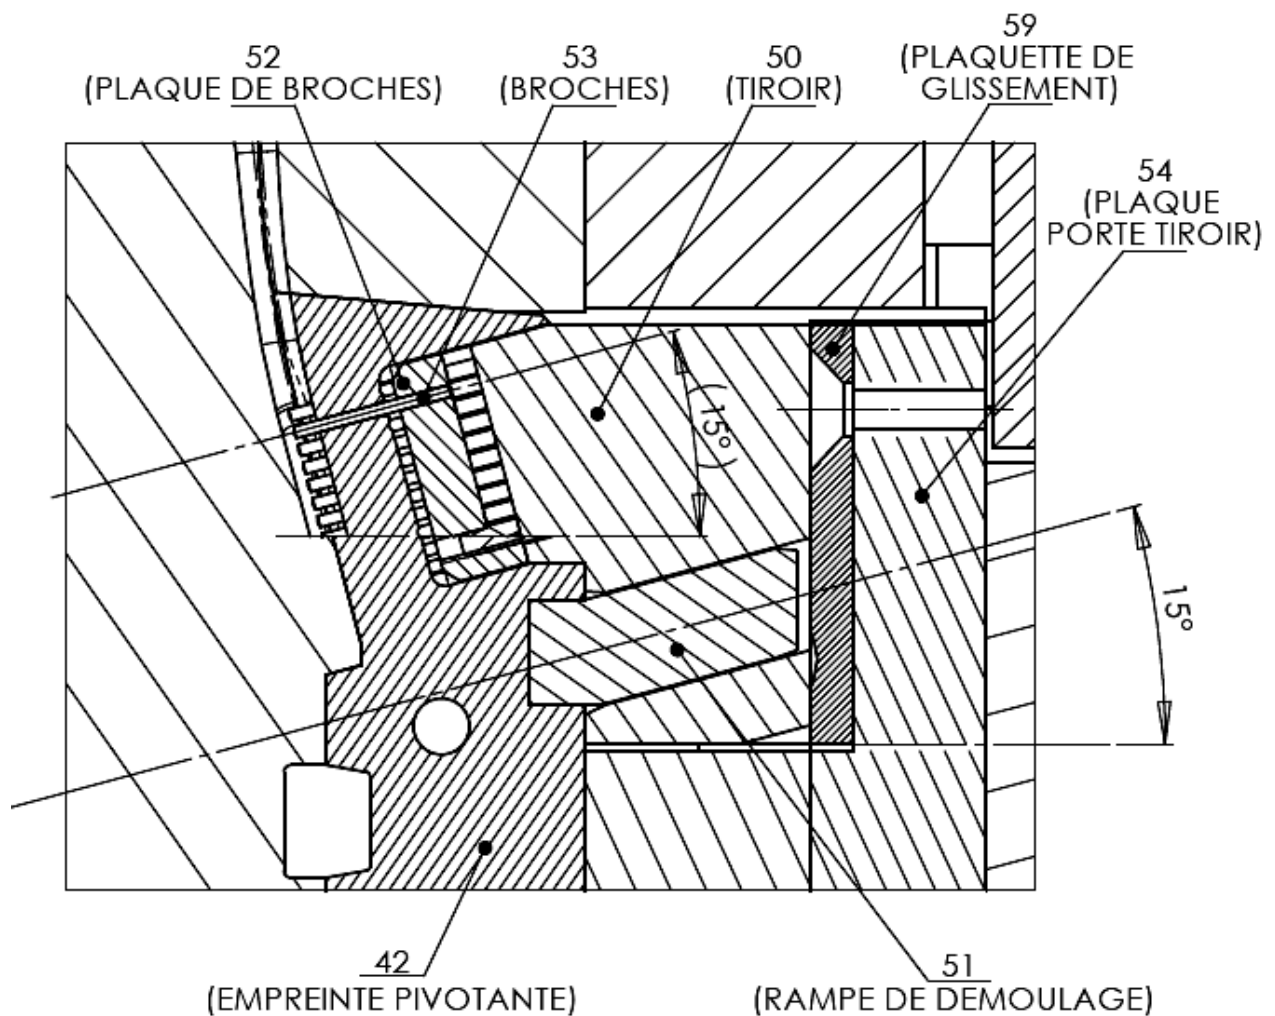 59
(PLAQUETTE DE
GLISSEMENT)
52
(PLAQUE DE BROCHES)
53
(BROCHES)
50
(TIROIR)
54
(PLAQUE
PORTE TIROIR)
(15°)
15°
42
(EMPREINTE PIVOTANTE)
51
(RAMPE DE DEMOULAGE)